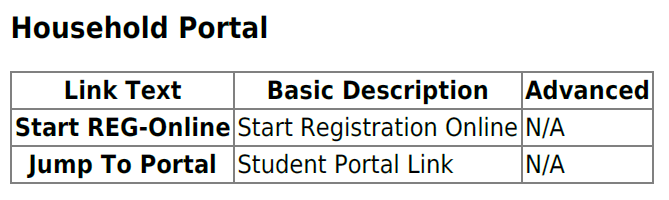 Household Portal
Link Text Basic Description Advanced
Start REG-Online Start Registration Online N/A
Jump To Portal Student Portal Link N/A